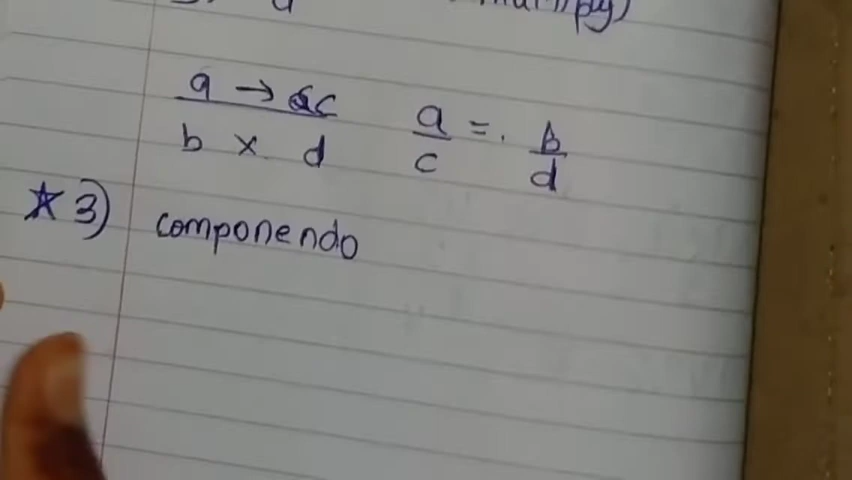 a → c a = . b
b × d c d
★ 3) componendo